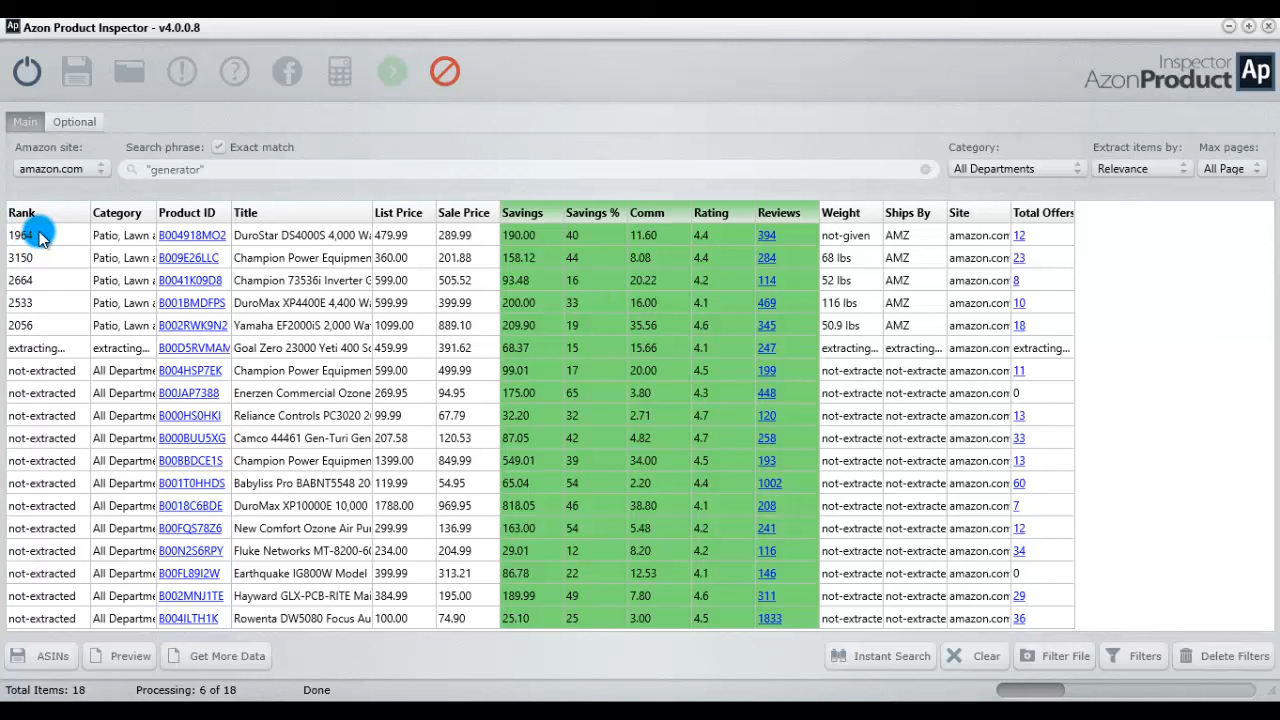 Ap Azon Product Inspector - v4.0.0.8
Inspector
AzonProduct Ap
Main Optional
Amazon site: Search phrase: Exact match Category: Extract items by: Max pages:
amazon.com "generator" All Departments Relevance All Page
Rank Category Product ID Title List Price Sale Price Savings Savings % Comm Rating Reviews Weight Ships By Site Total Offers
1964 Patio, Lawn a B004918MO2 DuroStar DS4000S 4,000 Wa 479.99 289.99 190.00 40 11.60 4.4 394 not-given AMZ amazon.com 12
3150 Patio, Lawn a B009E26LLC Champion Power Equipmen 360.00 201.88 158.12 44 8.08 4.4 284 68 lbs AMZ amazon.com 23
2664 Patio, Lawn a B0041K09D8 Champion 73536i Inverter G 599.00 505.52 93.48 16 20.22 4.2 114 52 lbs AMZ amazon.com 8
2533 Patio, Lawn a B001BMDFPS DuroMax XP4400E 4,400 Wa 599.99 399.99 200.00 33 16.00 4.1 469 116 lbs AMZ amazon.com 10
2056 Patio, Lawn a B002RWK9N2 Yamaha EF2000iS 2,000 Wa 1099.00 889.10 209.90 19 35.56 4.6 345 50.9 lbs AMZ amazon.com 18
extracting... extracting... B00D5RVMAM Goal Zero 23000 Yeti 400 So 459.99 391.62 68.37 15 15.66 4.1 247 extracting... extracting... amazon.com extracting...
not-extracted All Departme B004HSP7EK Champion Power Equipmen 599.00 499.99 99.01 17 20.00 4.5 199 not-extracte not-extracte amazon.com 11
not-extracted All Departme B00JAP7388 Enerzen Commercial Ozone 269.95 94.95 175.00 65 3.80 4.3 448 not-extracte not-extracte amazon.com 0
not-extracted All Departme B000HS0HKI Reliance Controls PC3020 2 99.99 67.79 32.20 32 2.71 4.7 120 not-extracte not-extracte amazon.com 13
not-extracted All Departme B000BUU5XG Camco 44461 Gen-Turi Gen 207.58 120.53 87.05 42 4.82 4.7 258 not-extracte not-extracte amazon.com 33
not-extracted All Departme B00BBDCE1S Champion Power Equipmen 1399.00 849.99 549.01 39 34.00 4.5 193 not-extracte not-extracte amazon.com 13
not-extracted All Departme B001T0HHDS Babyliss Pro BABNT5548 20 119.99 54.95 65.04 54 2.20 4.4 1002 not-extracte not-extracte amazon.com 60
not-extracted All Departme B0018C6BDE DuroMax XP10000E 10,000 1788.00 969.95 818.05 46 38.80 4.1 208 not-extracte not-extracte amazon.com 7
not-extracted All Departme B00FQS78Z6 New Comfort Ozone Air Pu 299.99 136.99 163.00 54 5.48 4.2 241 not-extracte not-extracte amazon.com 12
not-extracted All Departme B00N2S6RPY Fluke Networks MT-8200-60 234.00 204.99 29.01 12 8.20 4.2 116 not-extracte not-extracte amazon.com 34
not-extracted All Departme B00FL89I2W Earthquake IG800W Model 399.99 313.21 86.78 22 12.53 4.1 146 not-extracte not-extracte amazon.com 0
not-extracted All Departme B002MNJ1TE Hayward GLX-PCB-RITE Mai 384.99 195.00 189.99 49 7.80 4.6 311 not-extracte not-extracte amazon.com 29
not-extracted All Departme B004ILTH1K Rowenta DW5080 Focus Au 100.00 74.90 25.10 25 3.00 4.5 1833 not-extracte not-extracte amazon.com 36
ASINs Preview Get More Data Instant Search Clear Filter File Filters Delete Filters
Total Items: 18 Processing: 6 of 18 Done